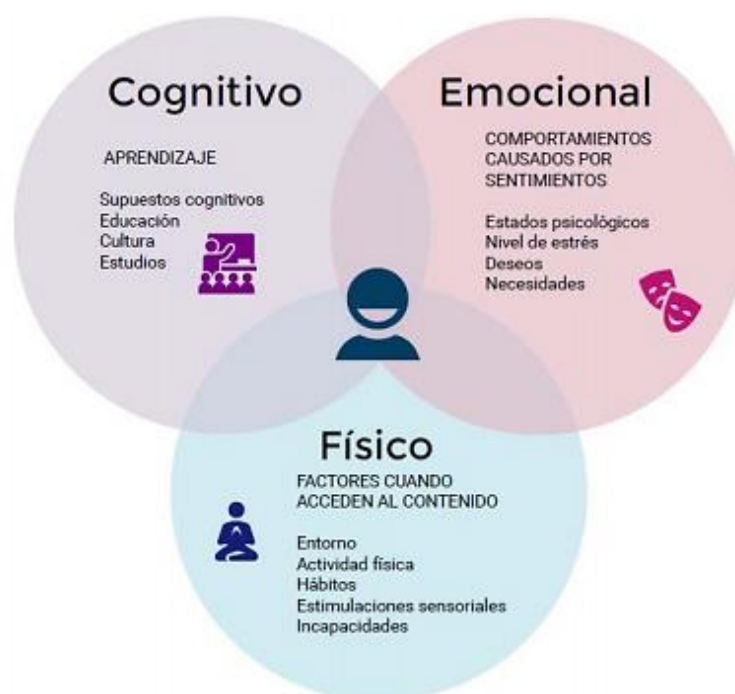 Cognitivo
APRENDIZAJE
Supuestos cognitivos
Educación
Cultura
Estudios
Emocional
COMPORTAMIENTOS
CAUSADOS POR
SENTIMIENTOS
Estados psicológicos
Nivel de estrés
Deseos
Necesidades
Físico
FACTORES CUANDO
ACCEDEN AL CONTENIDO
Entorno
Actividad física
Hábitos
Estimulaciones sensoriales
Incapacidades